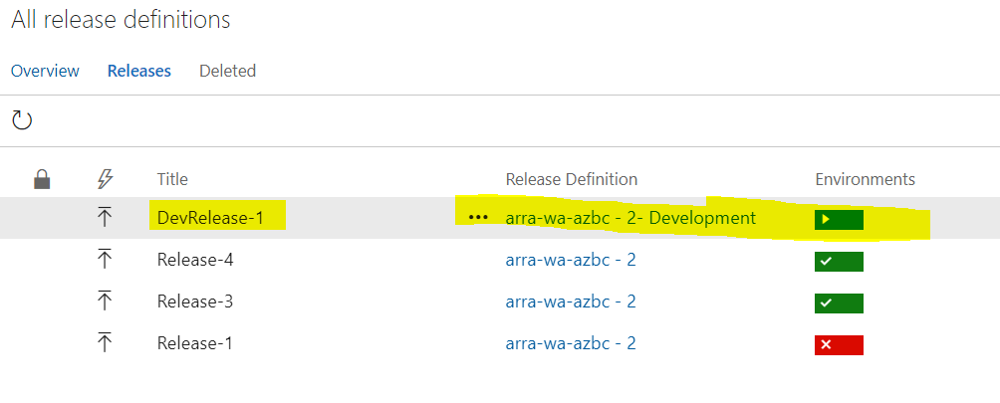 All release definitions
Overview Releases Deleted
Title Release Definition Environments
DevRelease-1 ... arra-wa-azbc - 2- Development
Release-4 arra-wa-azbc - 2
Release-3 arra-wa-azbc - 2
Release-1 arra-wa-azbc - 2